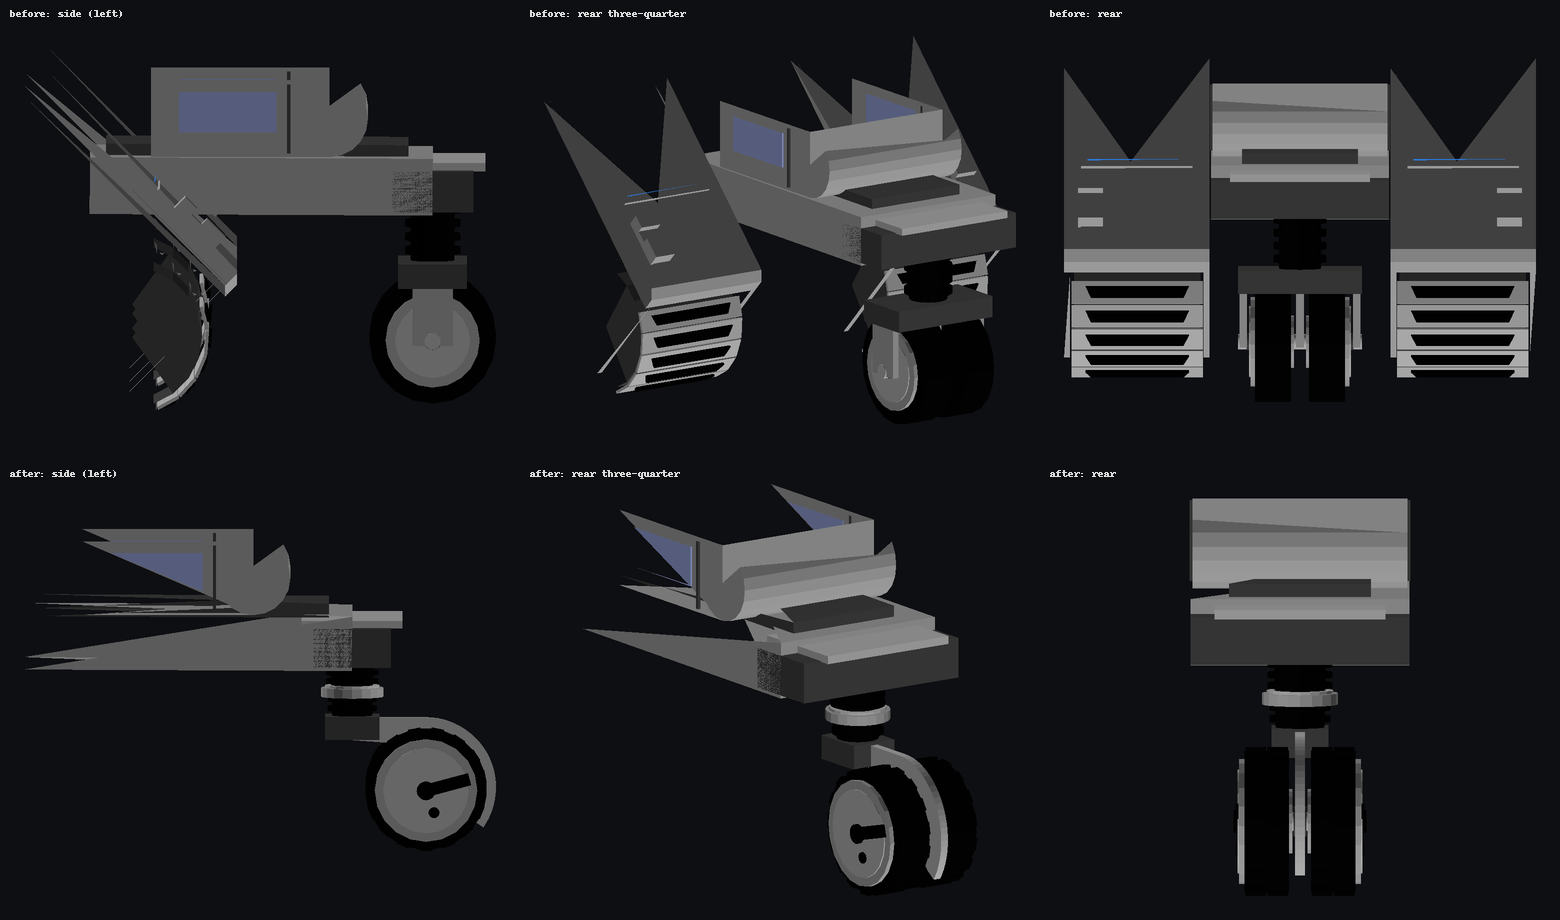 before: side (left)
before: rear three-quarter
before: rear
after: side (left)
after: rear three-quarter
after: rear